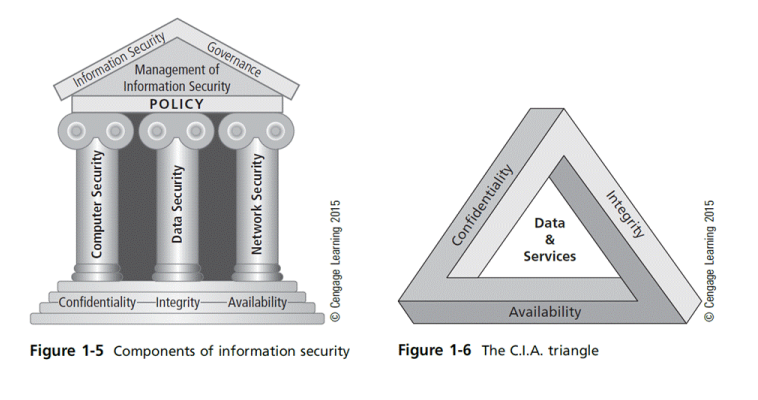 Information Security
Governance
Management of
Information Security
POLICY
Computer Security
Data Security
Network Security
Confidentiality
Integrity
Availability
© Cengage Learning 2015
Figure 1-5 Components of information security
Confidentiality
Integrity
Data
&
Services
Availability
© Cengage Learning 2015
Figure 1-6 The C.I.A. triangle